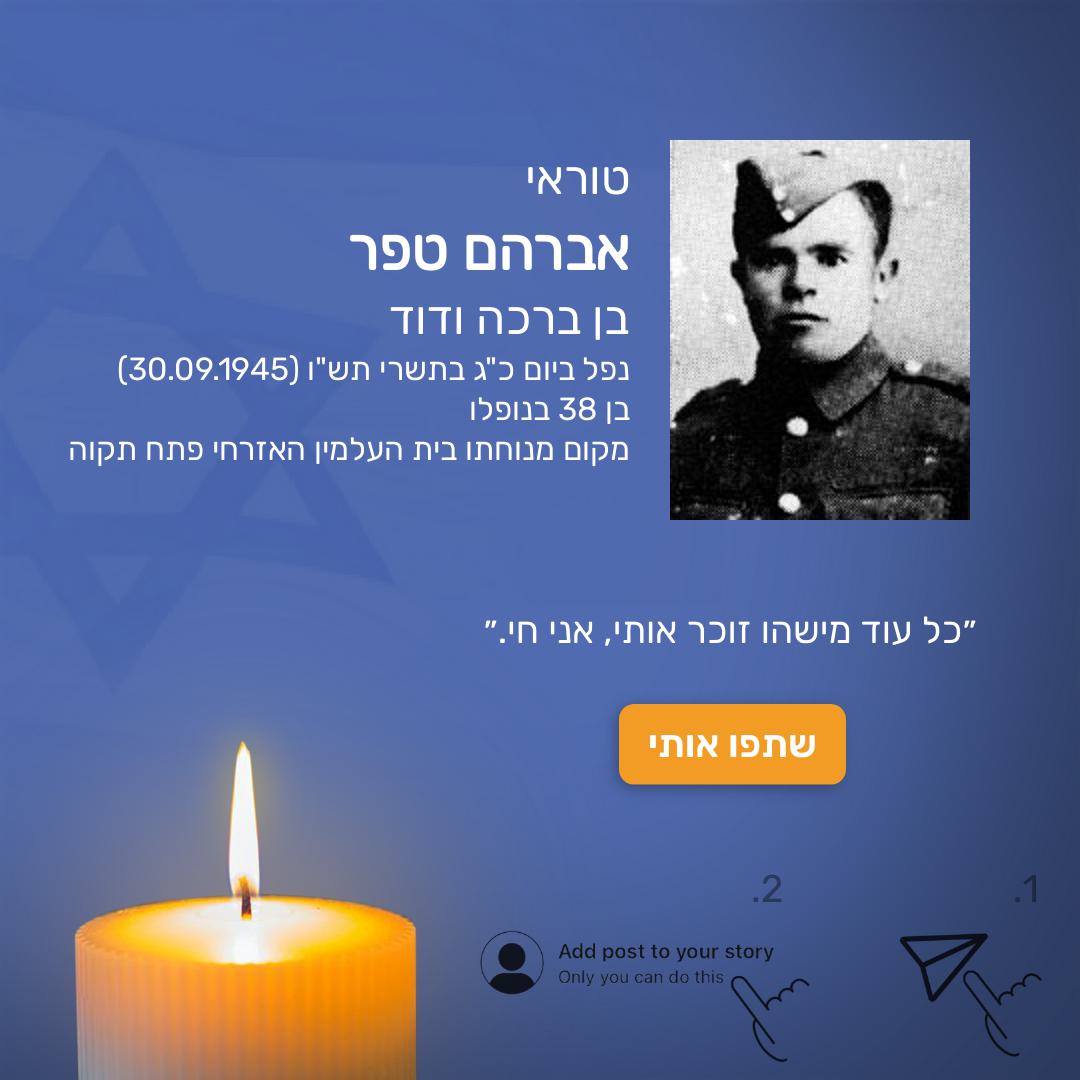 טוראי
אברהם טפר
בן ברכה ודוד
נפל ביום כ"ג בתשרי תש"ו (30.09.1945)
בן 38 בנופלו
מקום מנוחתו בית העלמין האזרחי פתח תקוה
״כל עוד מישהו זוכר אותי, אני חי.״
שתפו אותי
.1
.2
Add post to your story
Only you can do this